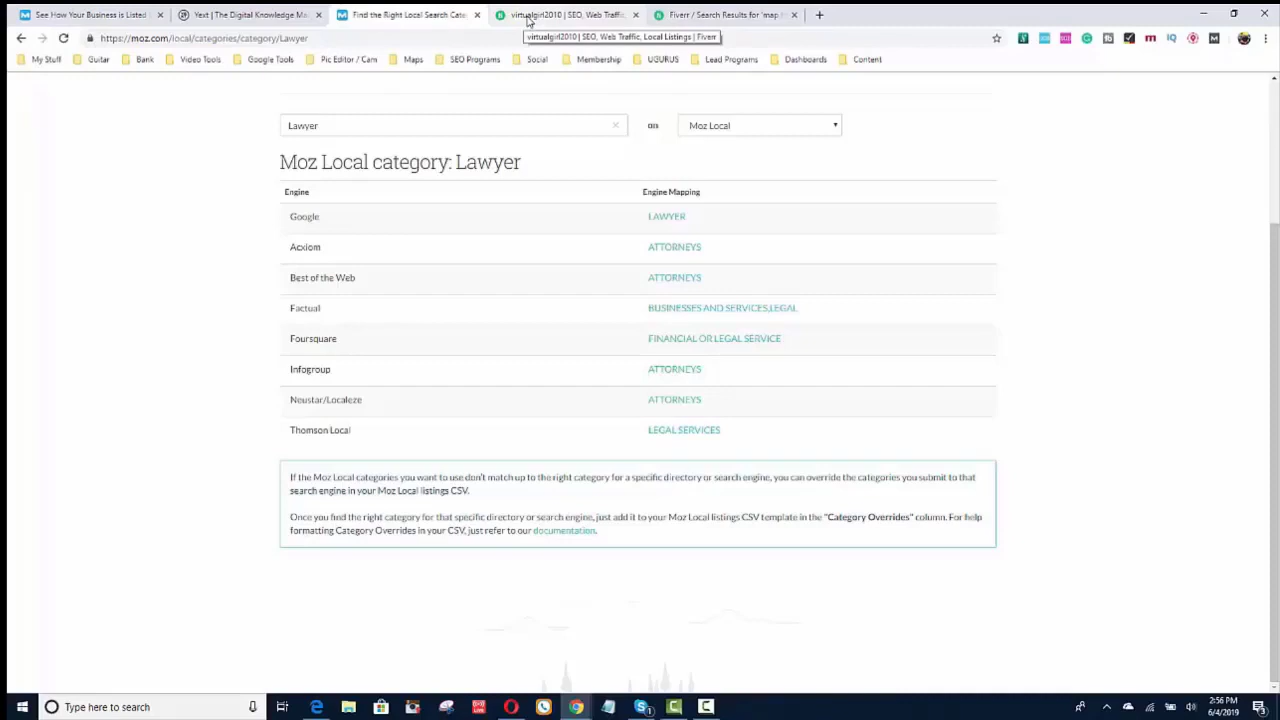 See How Your Business is Listed
Yext | The Digital Knowledge Ma
Find the Right Local Search Cate
virtualgirl2010 | SEO, Web Traffic,
Fiverr / Search Results for 'map
https://moz.com/local/categories/category/Lawyer
virtualgirl2010 | SEO, Web Traffic, Local Listings | Fiverr
My Stuff
Guitar
Bank
Video Tools
Google Tools
Pic Editor / Cam
Maps
SEO Programs
Social
Membership
UGURUS
Lead Programs
Dashboards
Content
Lawyer
on
Moz Local
Moz Local category: Lawyer
Engine
Engine Mapping
Google
LAWYER
Acxiom
ATTORNEYS
Best of the Web
ATTORNEYS
Factual
BUSINESSES AND SERVICES,LEGAL
Foursquare
FINANCIAL OR LEGAL SERVICE
Infogroup
ATTORNEYS
Neustar/Localeze
ATTORNEYS
Thomson Local
LEGAL SERVICES
If the Moz Local categories you want to use don't match up to the right category for a specific directory or search engine, you can override the categories you submit to that
search engine in your Moz Local listings CSV.
Once you find the right category for that specific directory or search engine, just add it to your Moz Local listings CSV template in the "Category Overrides" column. For help
formatting Category Overrides in your CSV, just refer to our documentation.
Type here to search
2:56 PM
6/4/2019